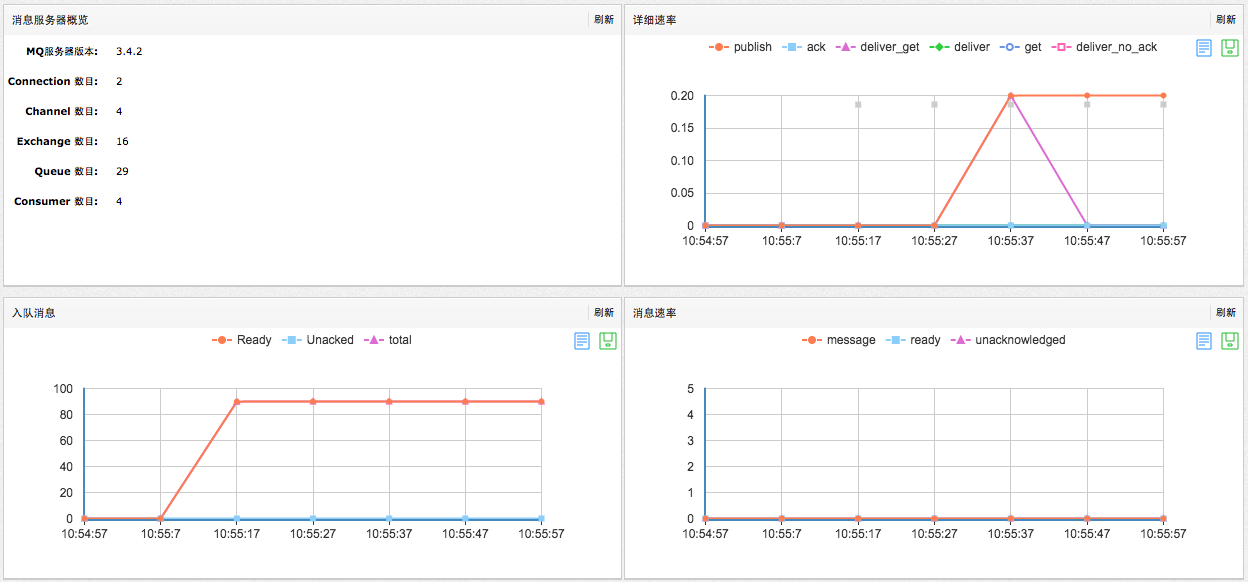 消息服务器概览 刷新
MQ服务器版本: 3.4.2
Connection 数目: 2
Channel 数目: 4
Exchange 数目: 16
Queue 数目: 29
Consumer 数目: 4
详细速率 刷新
publish ack deliver_get deliver get deliver_no_ack
0.20
0.15
0.10
0.05
0
10:54:57 10:55:7 10:55:17 10:55:27 10:55:37 10:55:47 10:55:57
入队消息 刷新
Ready Unacked total
100
80
60
40
20
0
10:54:57 10:55:7 10:55:17 10:55:27 10:55:37 10:55:47 10:55:57
消息速率 刷新
message ready unacknowledged
5
4
3
2
1
0
10:54:57 10:55:7 10:55:17 10:55:27 10:55:37 10:55:47 10:55:57